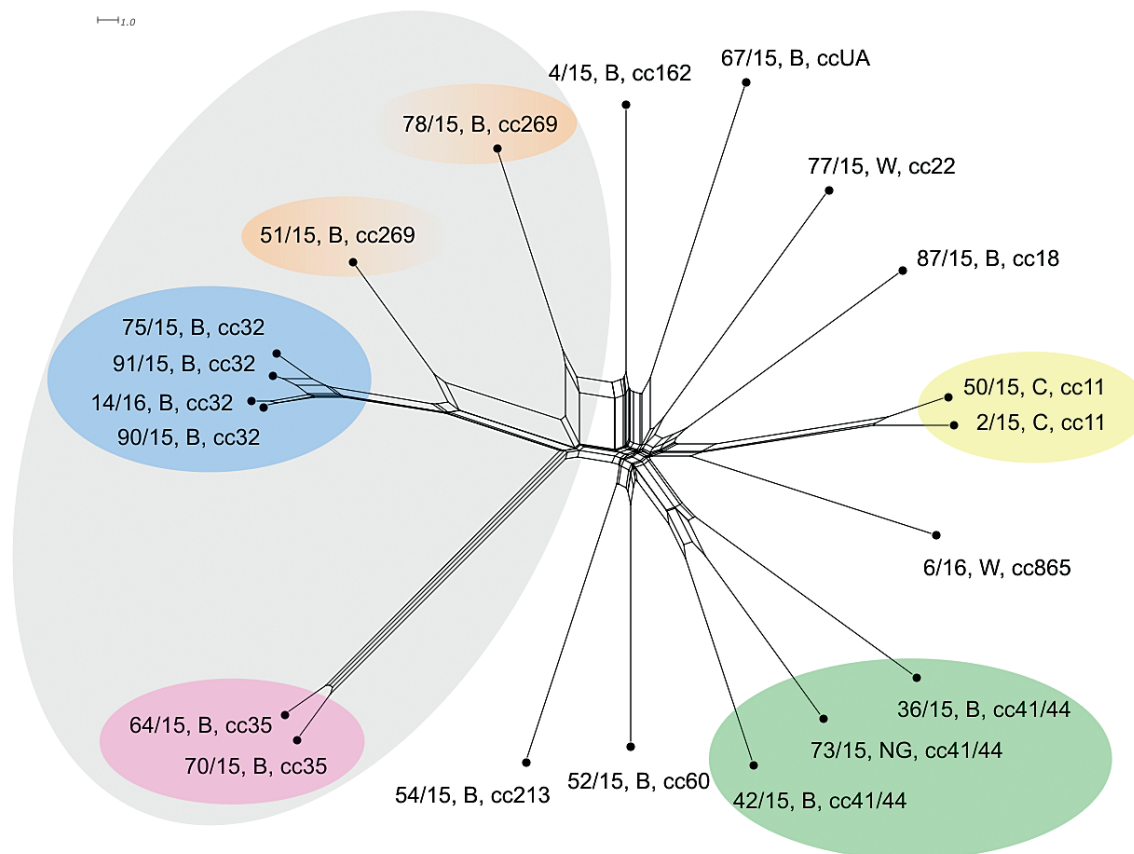 1.0
67/15, B, ccUA
4/15, B, cc162
78/15, B, cc269
77/15, W, cc22
51/15, B, cc269
87/15, B, cc18
75/15, B, cc32
91/15, B, cc32
14/16, B, cc32
90/15, B, cc32
50/15, C, cc11
2/15, C, cc11
6/16, W, cc865
64/15, B, cc35
70/15, B, cc35
36/15, B, cc41/44
73/15, NG, cc41/44
42/15, B, cc41/44
52/15, B, cc60
54/15, B, cc213